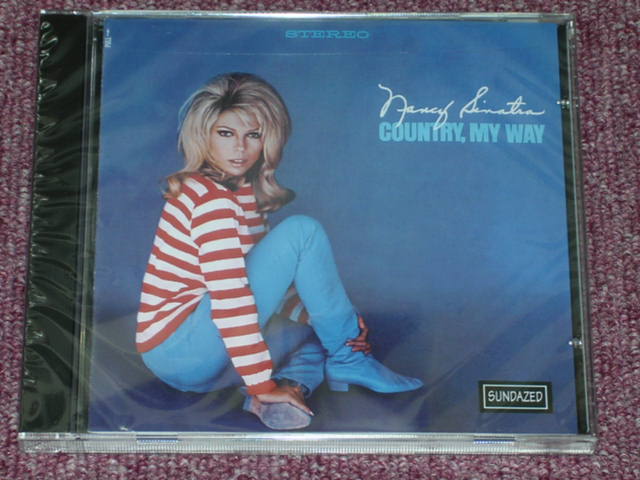 STEREO
Nancy Sinatra
COUNTRY, MY WAY
SUNDAZED